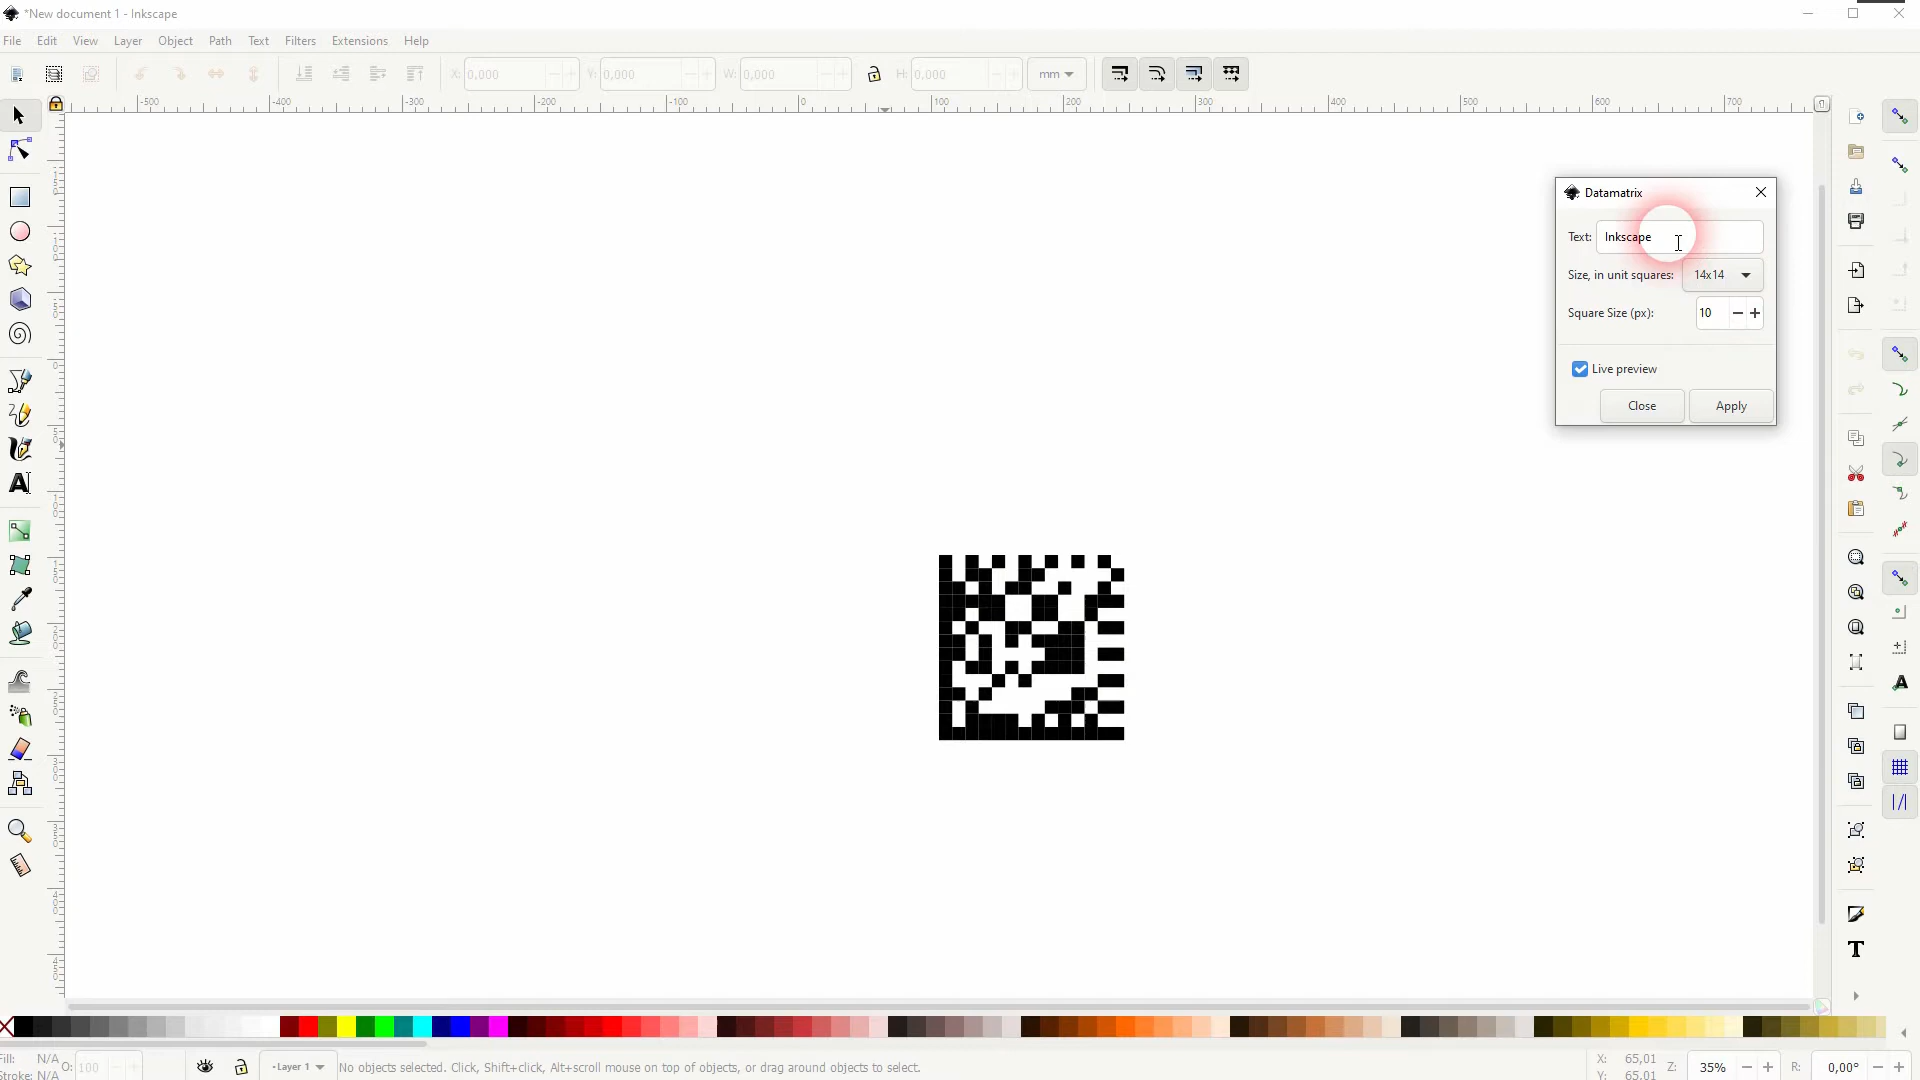 *New document 1 - Inkscape
File Edit View Layer Object Path Text Filters Extensions Help
X: 0,000 Y: 0,000 W: 0,000 H: 0,000 mm
-500 -400 -300 -200 -100 0 100 200 300 400 500 600 700
Datamatrix
Text: Inkscape
Size, in unit squares: 14x14
Square Size (px): 10
Live preview
Close Apply
Fill: N/A O: 100 -Layer 1 No objects selected. Click, Shift+click, Alt+scroll mouse on top of objects, or drag around objects to select. X: 65,01 Z: 35% R: 0,00°
Stroke: N/A Y: 65,01